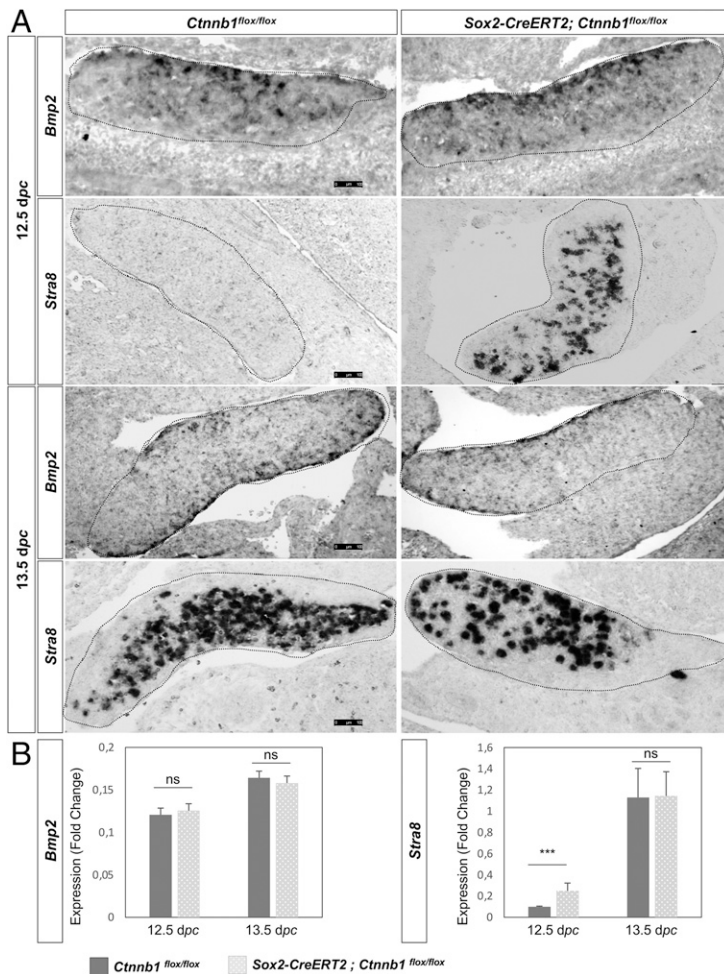 A
Ctnnb1flox/flox
Sox2-CreERT2; Ctnnb1flox/flox
12.5 dpc
Bmp2
Stra8
13.5 dpc
Bmp2
Stra8
B
Bmp2
Expression (Fold Change)
0,2
0,15
0,1
0,05
0
ns
ns
12.5 dpc
13.5 dpc
Stra8
Expression (Fold Change)
1,6
1,4
1,2
1
0,8
0,6
0,4
0,2
0
***
ns
12.5 dpc
13.5 dpc
Ctnnb1 flox/flox
Sox2-CreERT2 ; Ctnnb1 flox/flox